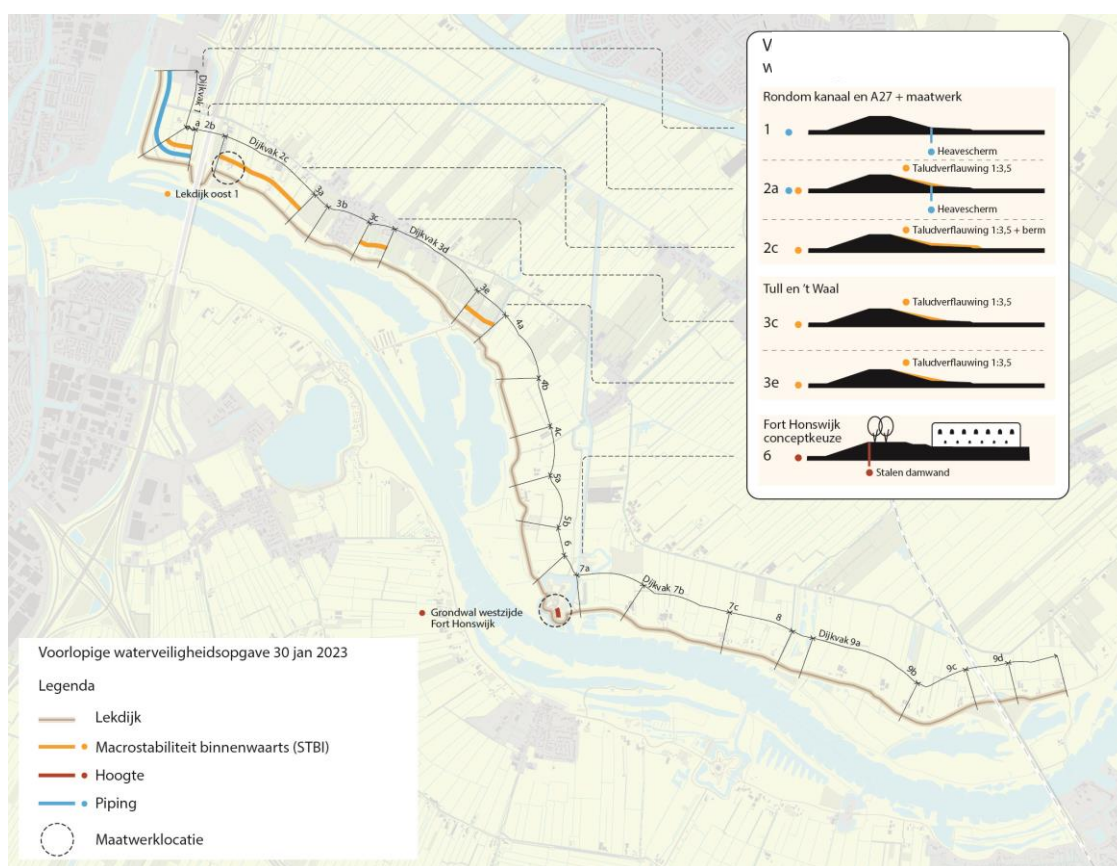 Dijkvak 1
a
2b
Dijkvak 2c
Lekdijk oost 1
3a
3b
3c
Dijkvak 3d
3e
4a
4b
4c
5a
5b
6
7a
Dijkvak 7b
7c
8
Dijkvak 9a
9b
9c
9d
Grondwal westzijde
Fort Honswijk
Rondom kanaal en A27 + maatwerk
1
Heavescherm
Taludverflauwing 1:3,5
2a
Heavescherm
Taludverflauwing 1:3,5 + berm
2c
Tull en ’t Waal
Taludverflauwing 1:3,5
3c
Taludverflauwing 1:3,5
3e
Fort Honswijk
conceptkeuze
6
Stalen damwand
Voorlopige waterveiligheidsopgave 30 jan 2023
Legenda
Lekdijk
Macrostabiliteit binnenwaarts (STBI)
Hoogte
Piping
Maatwerklocatie